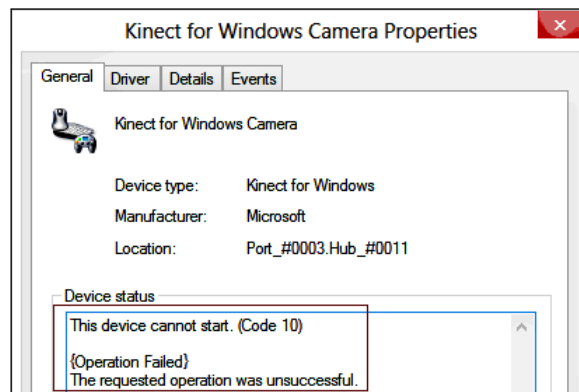 Kinect for Windows Camera Properties
General Driver Details Events
Kinect for Windows Camera
Device type: Kinect for Windows
Manufacturer: Microsoft
Location: Port_#0003.Hub_#0011
Device status
This device cannot start. (Code 10)
{Operation Failed}
The requested operation was unsuccessful.